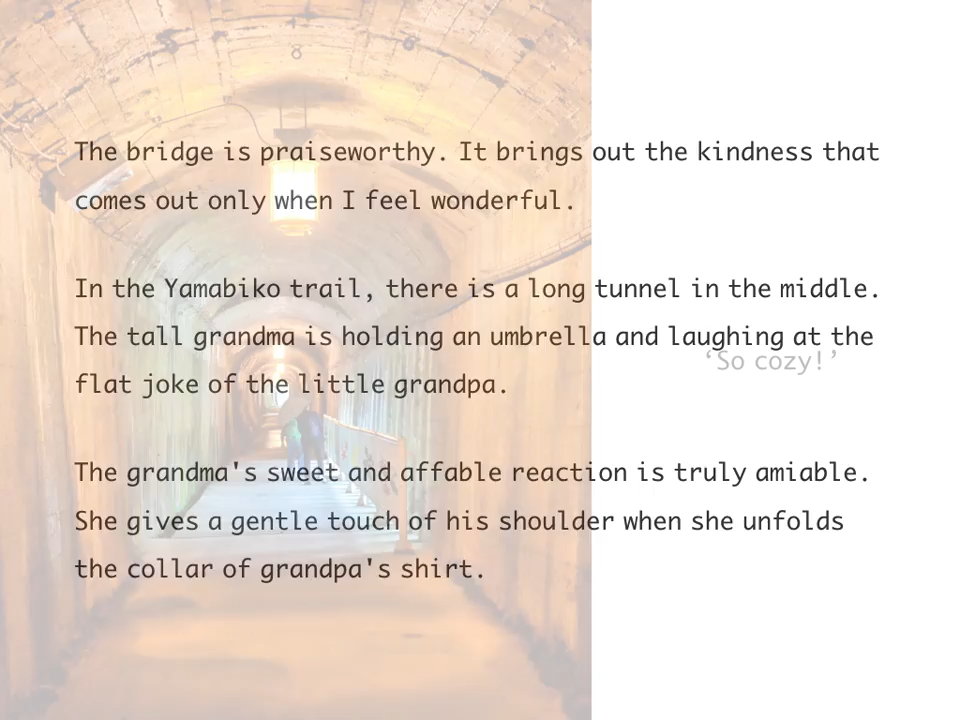 The bridge is praiseworthy. It brings out the kindness that
comes out only when I feel wonderful.
In the Yamabiko trail, there is a long tunnel in the middle.
The tall grandma is holding an umbrella and laughing at the
‘So cozy!’
flat joke of the little grandpa.
The grandma's sweet and affable reaction is truly amiable.
She gives a gentle touch of his shoulder when she unfolds
the collar of grandpa's shirt.